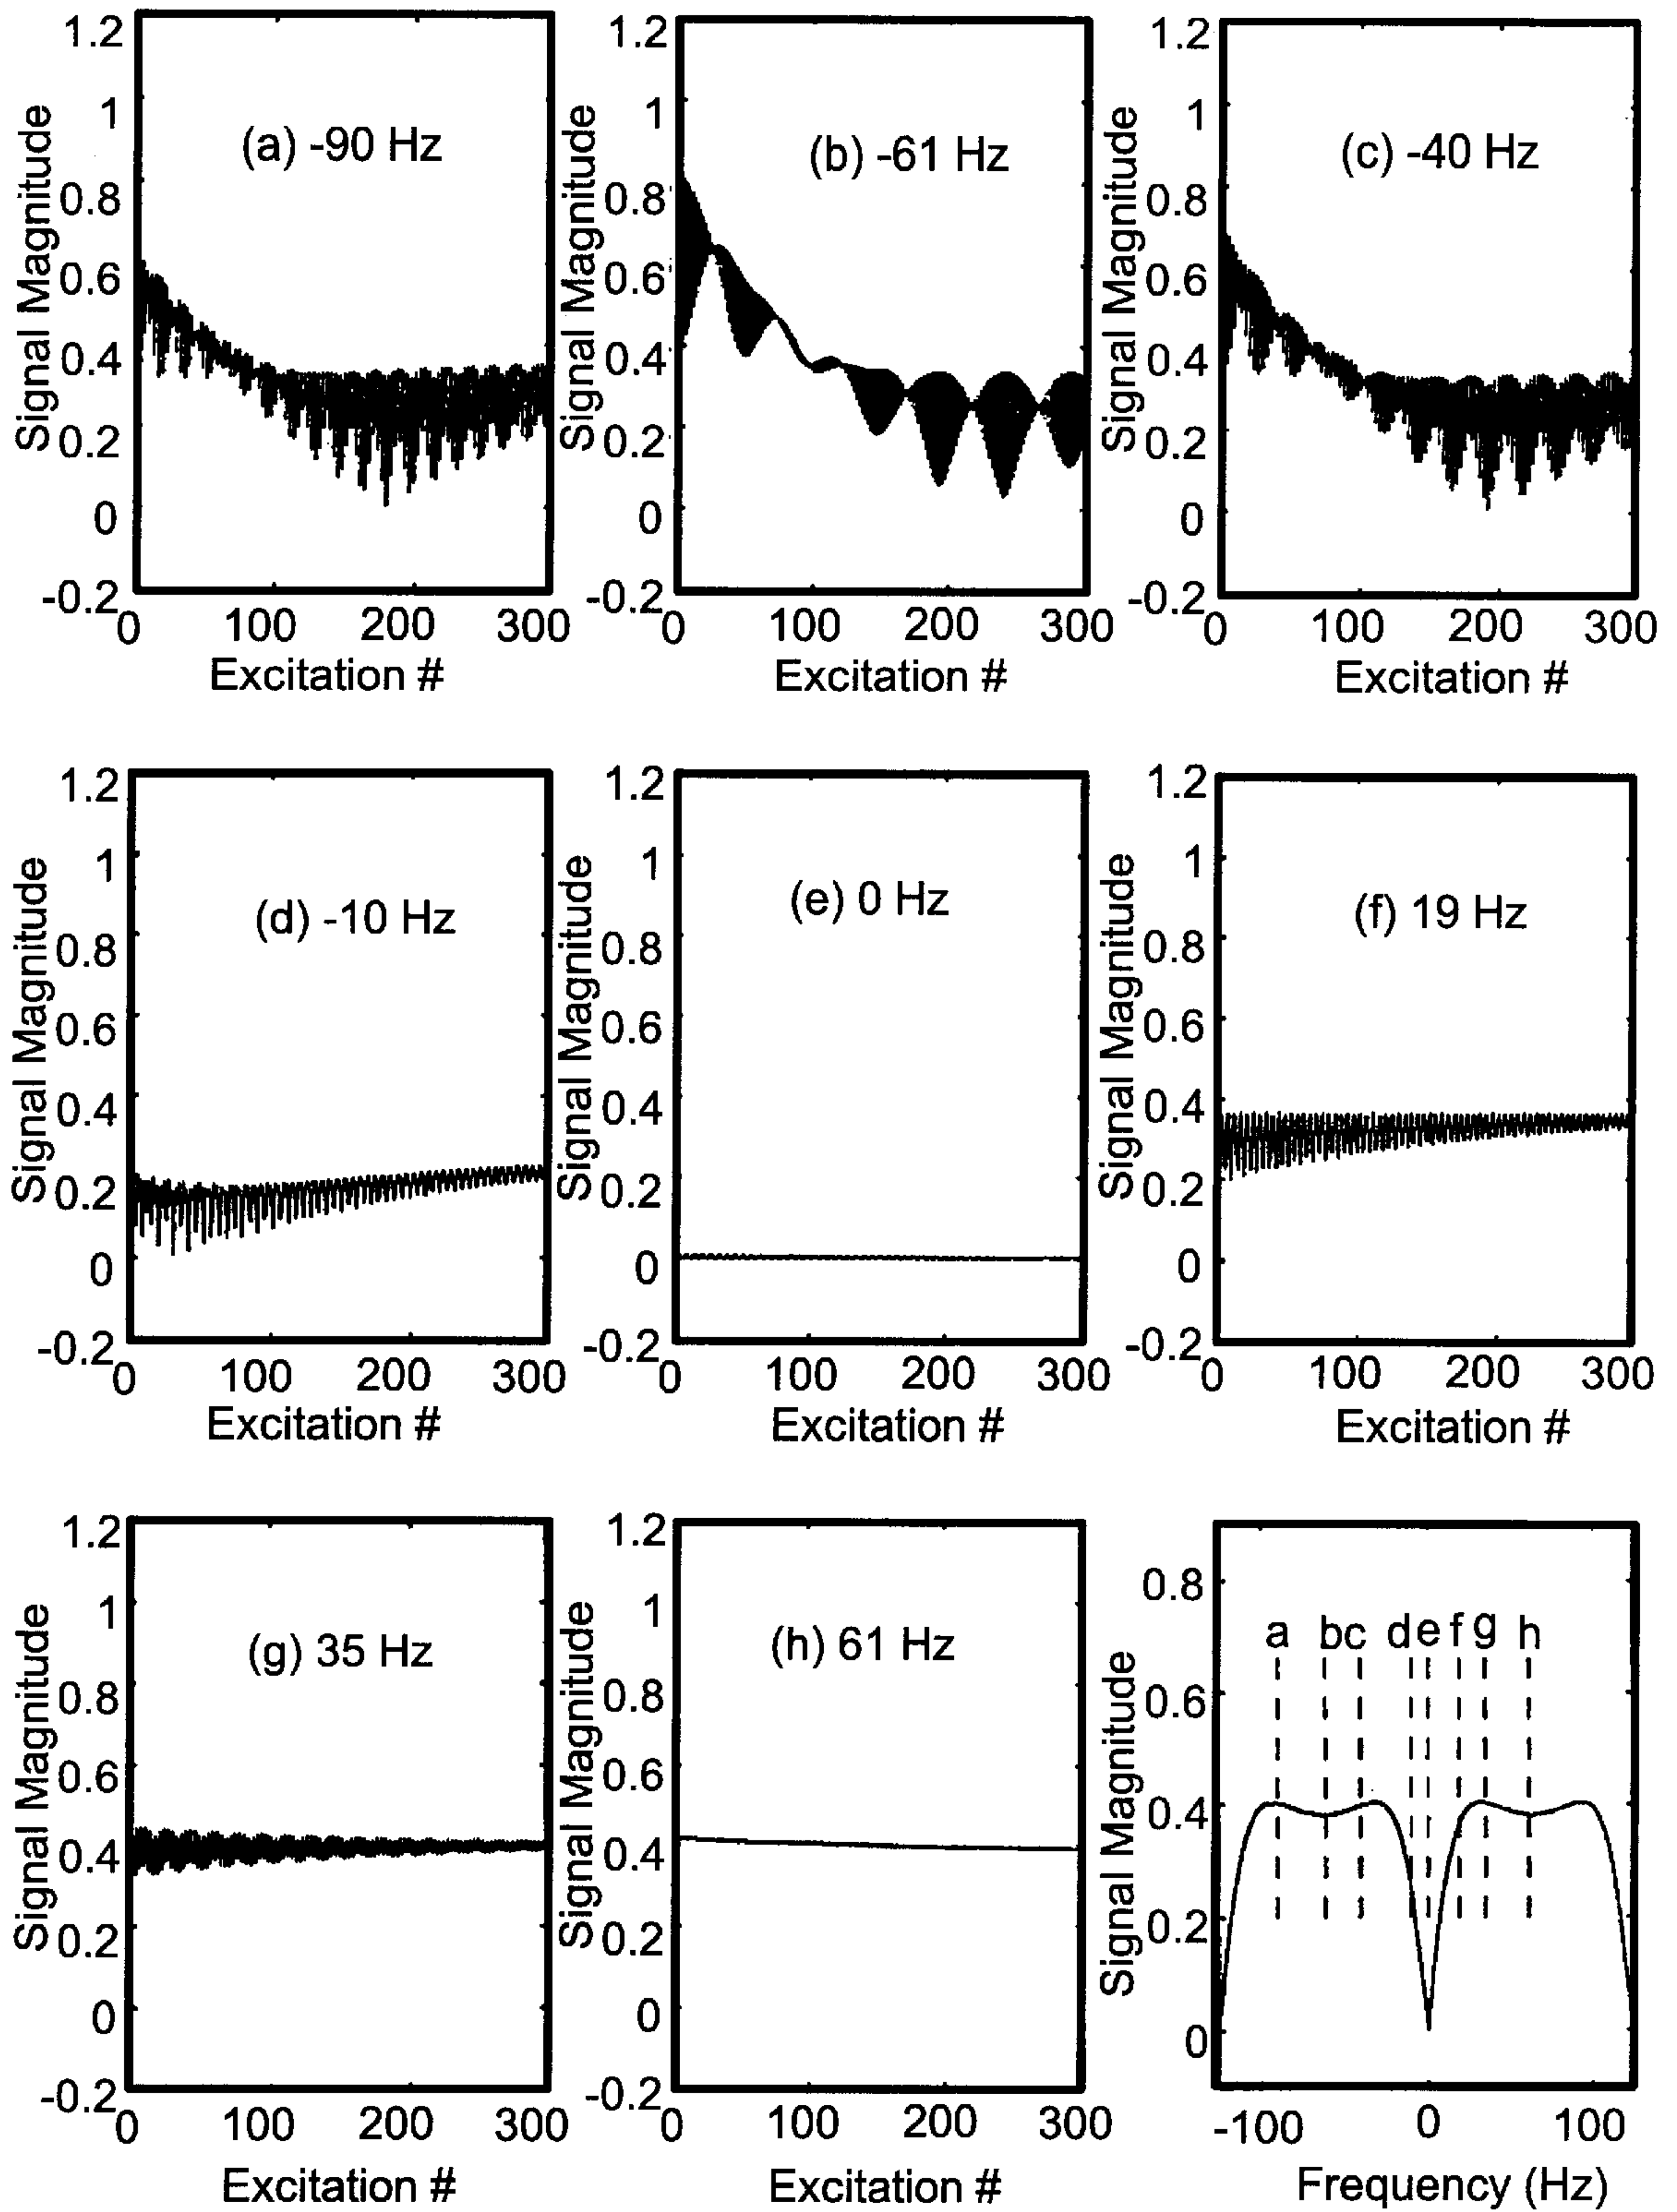 1.2
1
0.8
0.6
0.4
0.2
0
-0.2
Signal Magnitude
(a) -90 Hz
0 100 200 300
Excitation #
1.2
1
0.8
0.6
0.4
0.2
0
-0.2
Signal Magnitude
(b) -61 Hz
0 100 200 300
Excitation #
1.2
1
0.8
0.6
0.4
0.2
0
-0.2
Signal Magnitude
(c) -40 Hz
0 100 200 300
Excitation #
1.2
1
0.8
0.6
0.4
0.2
0
-0.2
Signal Magnitude
(d) -10 Hz
0 100 200 300
Excitation #
1.2
1
0.8
0.6
0.4
0.2
0
-0.2
Signal Magnitude
(e) 0 Hz
0 100 200 300
Excitation #
1.2
1
0.8
0.6
0.4
0.2
0
-0.2
Signal Magnitude
(f) 19 Hz
0 100 200 300
Excitation #
1.2
1
0.8
0.6
0.4
0.2
0
-0.2
Signal Magnitude
(g) 35 Hz
0 100 200 300
Excitation #
1.2
1
0.8
0.6
0.4
0.2
0
-0.2
Signal Magnitude
(h) 61 Hz
0 100 200 300
Excitation #
0.8
0.6
0.4
0.2
0
Signal Magnitude
a bc d e f g h
-100 0 100
Frequency (Hz)